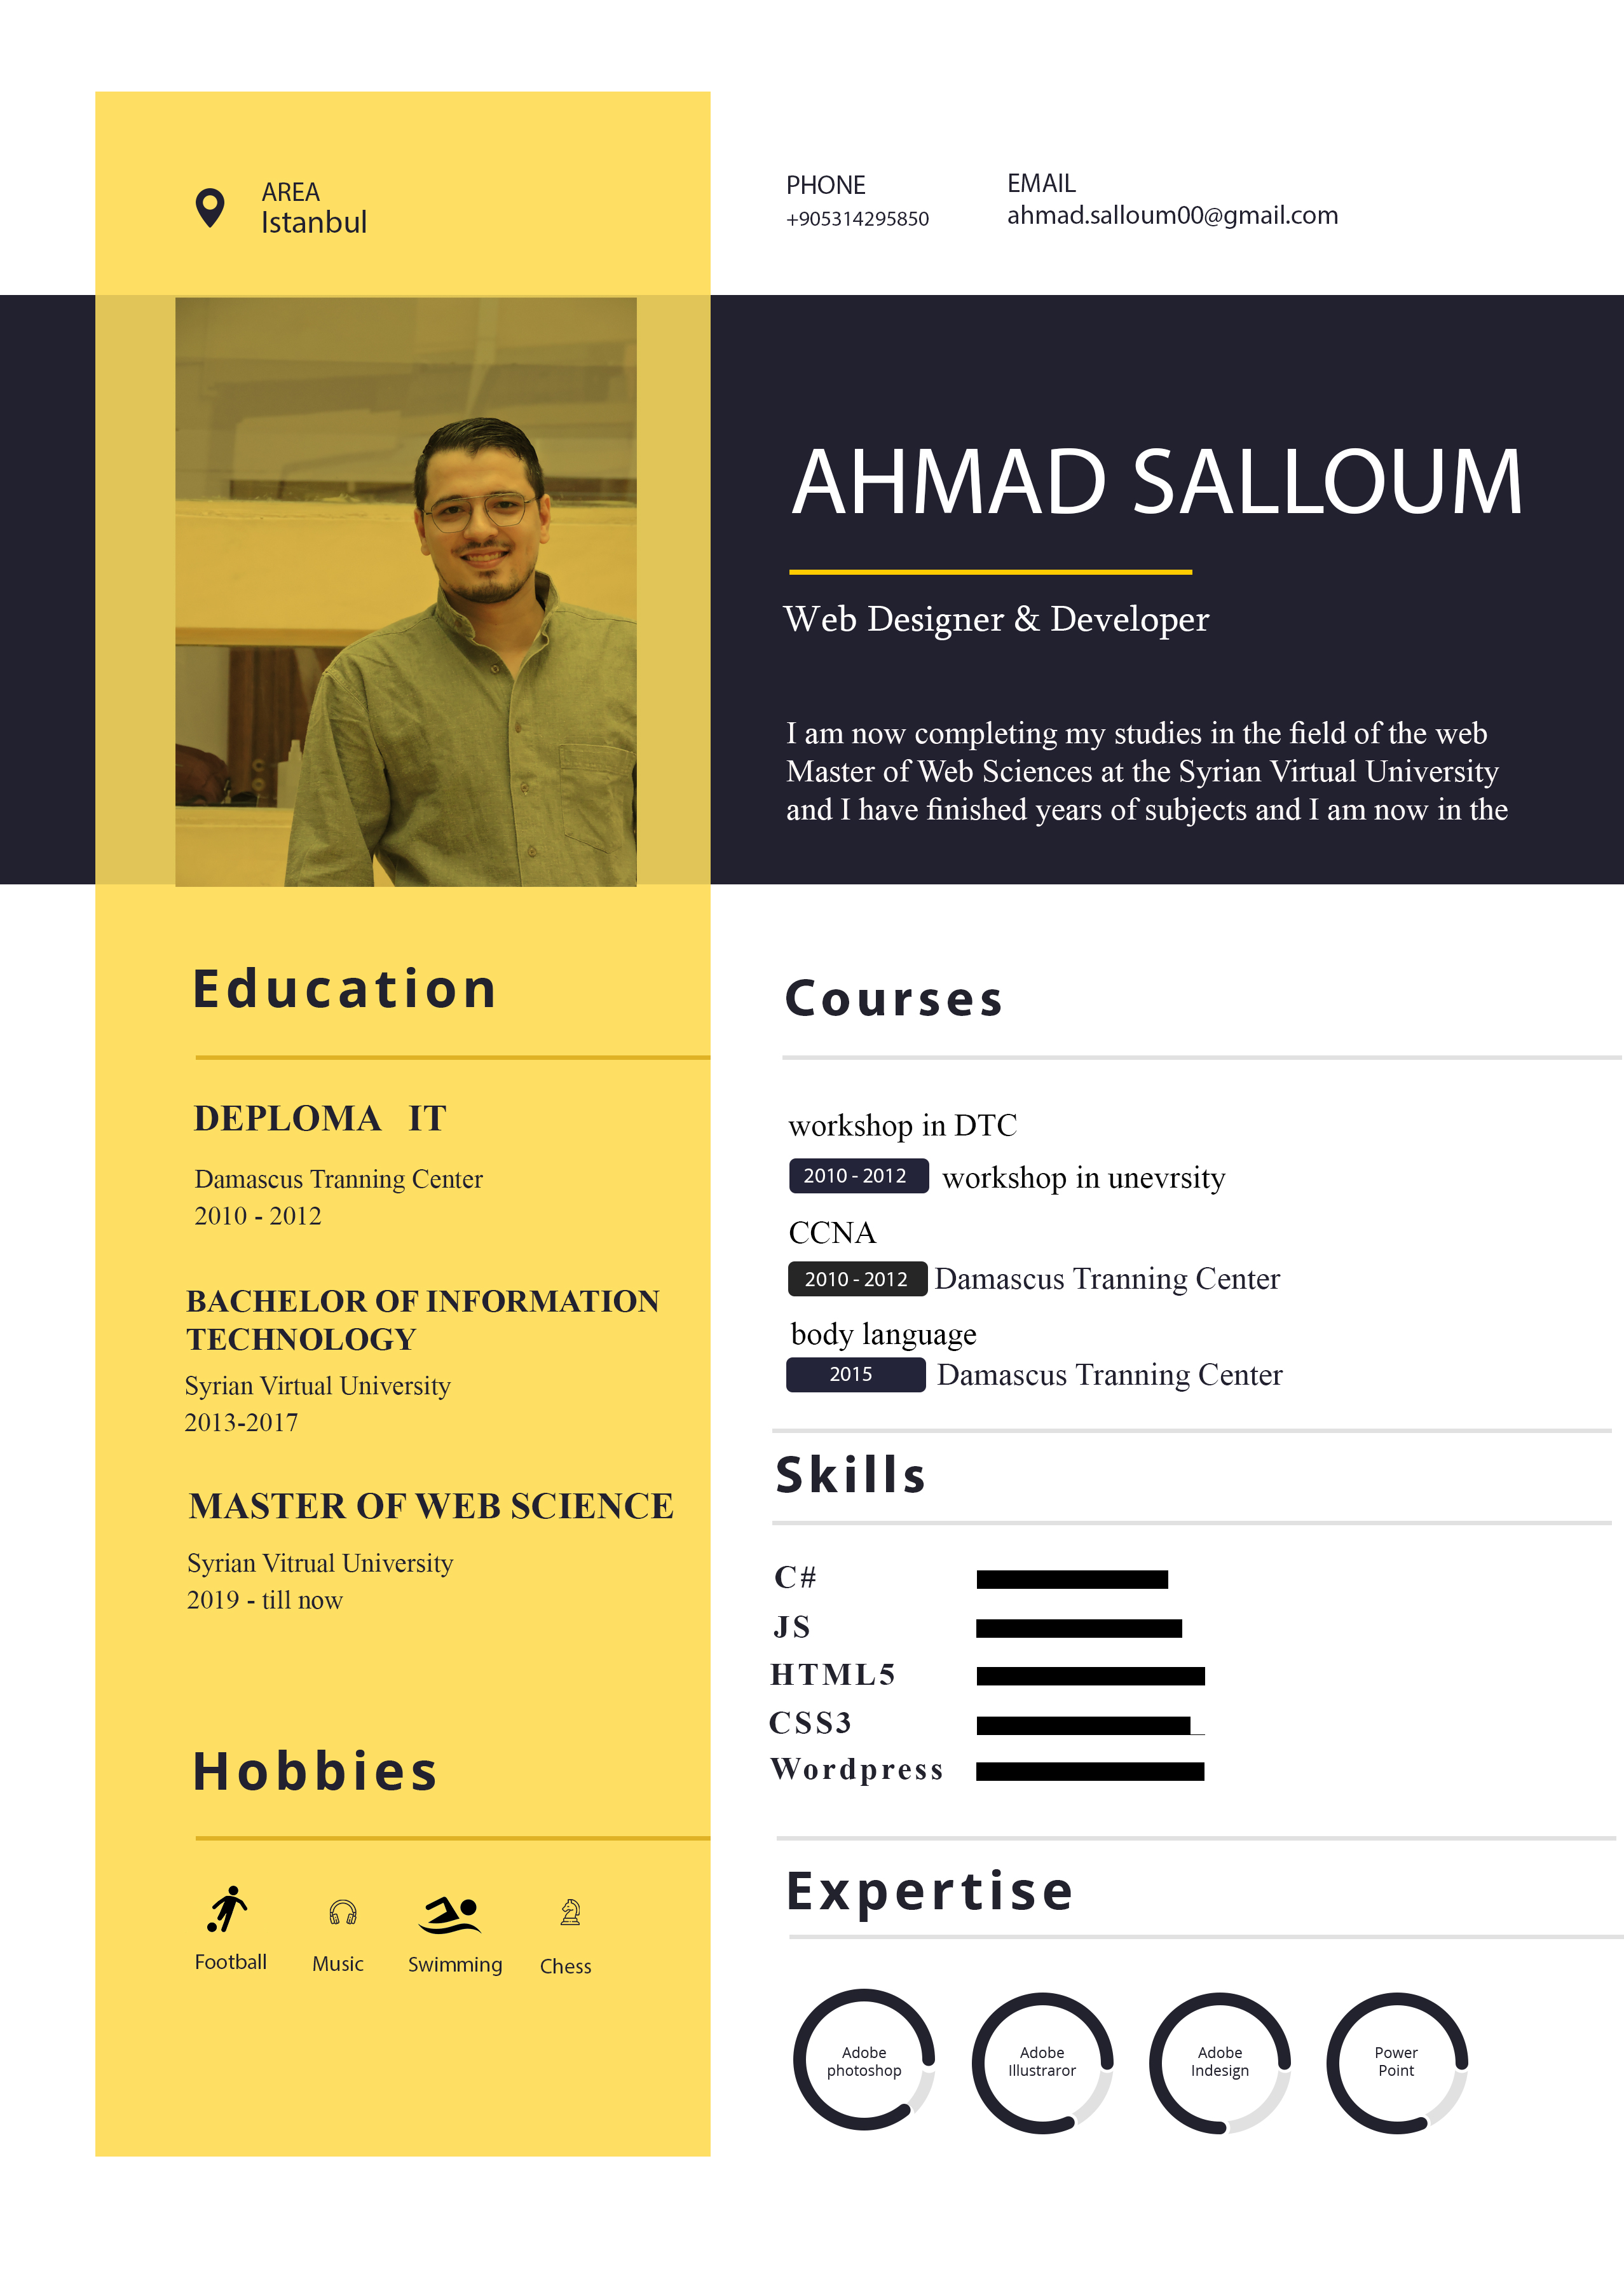 AREA
Istanbul
PHONE
+905314295850
EMAIL
ahmad.salloum00@gmail.com
AHMAD SALLOUM
Web Designer & Developer
I am now completing my studies in the field of the web
Master of Web Sciences at the Syrian Virtual University
and I have finished years of subjects and I am now in the
Education
DEPLOMA IT
Damascus Tranning Center
2010 - 2012
BACHELOR OF INFORMATION
TECHNOLOGY
Syrian Virtual University
2013-2017
MASTER OF WEB SCIENCE
Syrian Vitrual University
2019 - till now
Hobbies
Football
Music
Swimming
Chess
Courses
workshop in DTC
2010 - 2012 workshop in unevrsity
CCNA
2010 - 2012 Damascus Tranning Center
body language
2015 Damascus Tranning Center
Skills
C#
JS
HTML5
CSS3
Wordpress
Expertise
Adobe
photoshop
Adobe
Illustraror
Adobe
Indesign
Power
Point